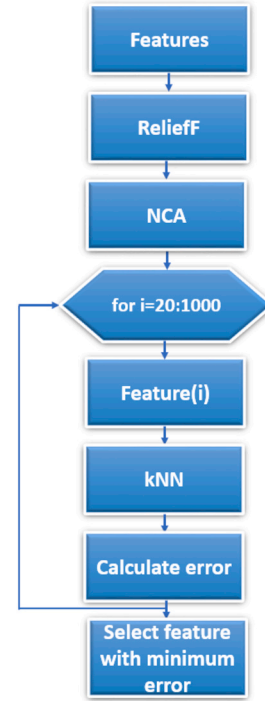 Features
ReliefF
NCA
for i=20:1000
Feature(i)
kNN
Calculate error
Select feature
with minimum
error